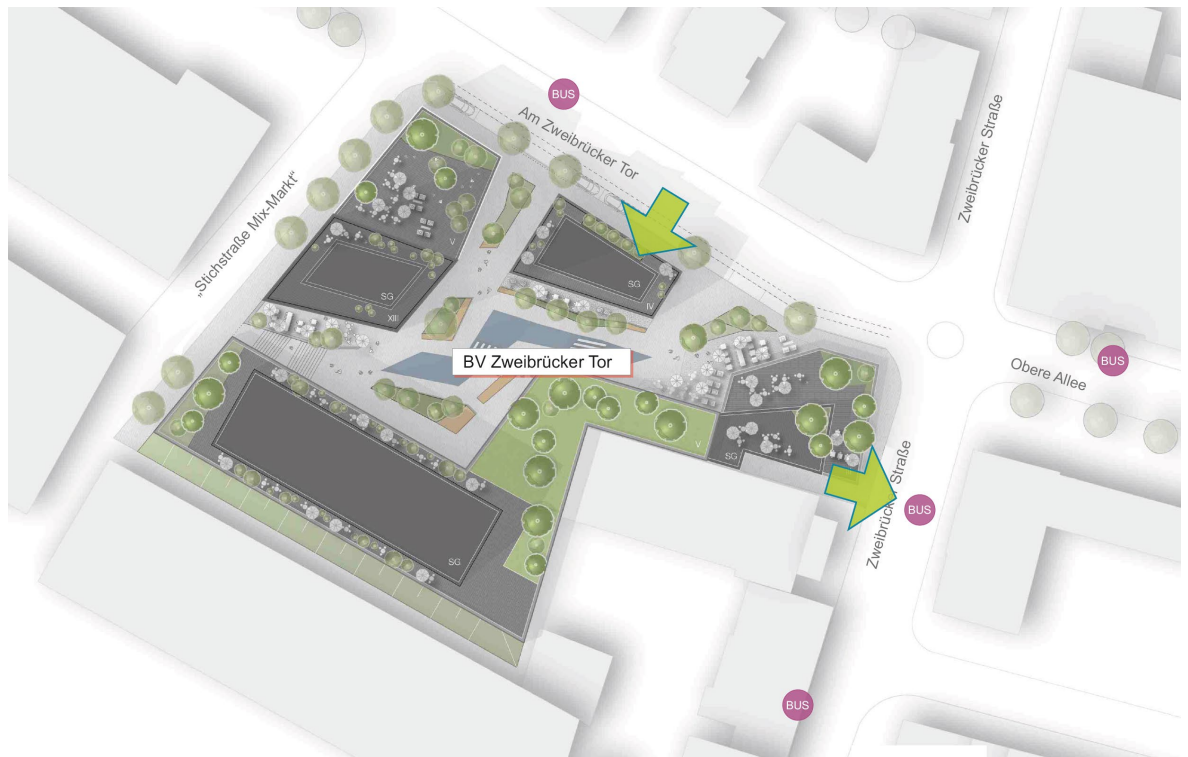 BUS
Am Zweibrücker Tor
Zweibrücker Straße
„Stichstraße Mix-Markt“
V
SG
XIII
SG
IV
BV Zweibrücker Tor
Obere Allee
BUS
V
SG
Zweibrücker Straße
BUS
SG
BUS